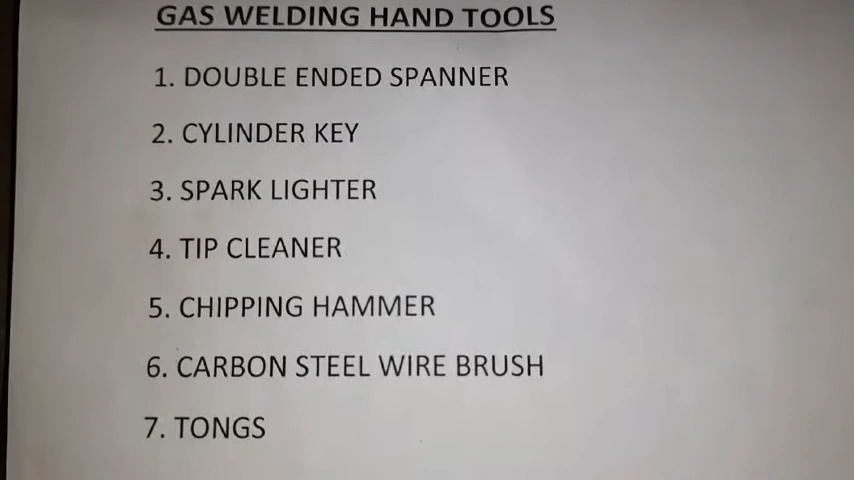 GAS WELDING HAND TOOLS
1. DOUBLE ENDED SPANNER
2. CYLINDER KEY
3. SPARK LIGHTER
4. TIP CLEANER
5. CHIPPING HAMMER
6. CARBON STEEL WIRE BRUSH
7. TONGS